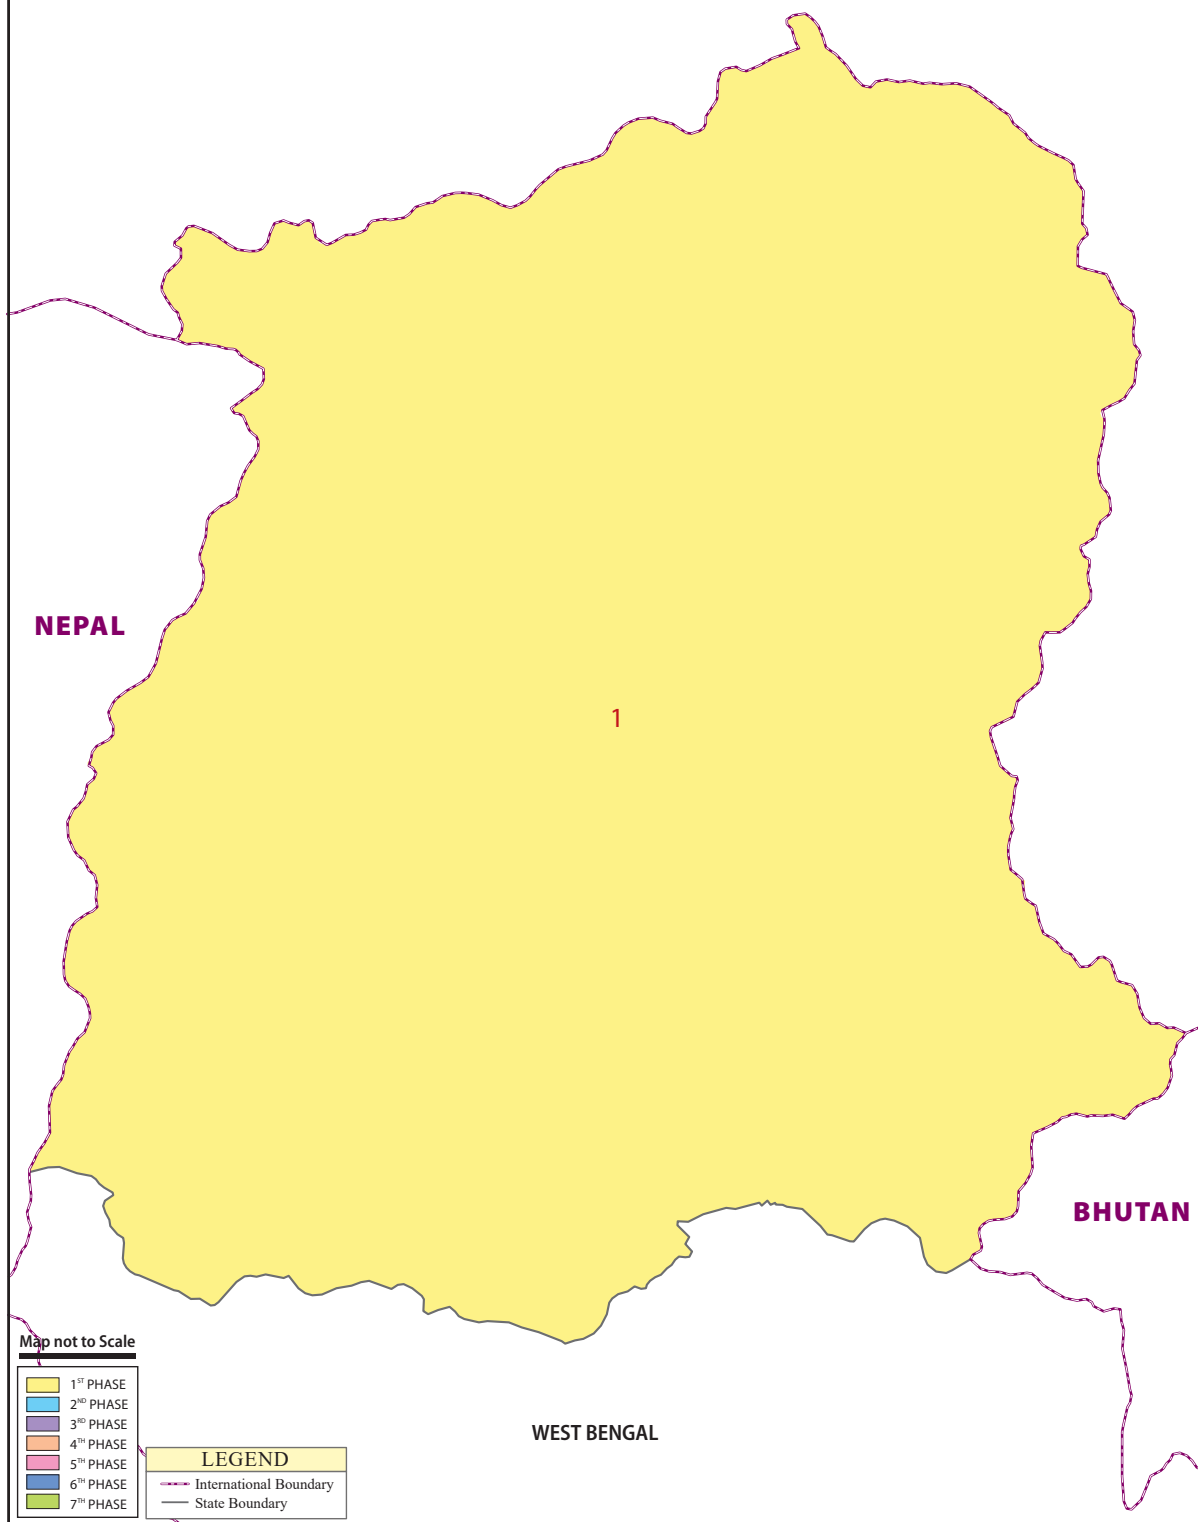 NEPAL
1
BHUTAN
Map not to Scale
1ST PHASE
2ND PHASE
3RD PHASE
4TH PHASE
5TH PHASE
6TH PHASE
7TH PHASE
WEST BENGAL
LEGEND
International Boundary
State Boundary